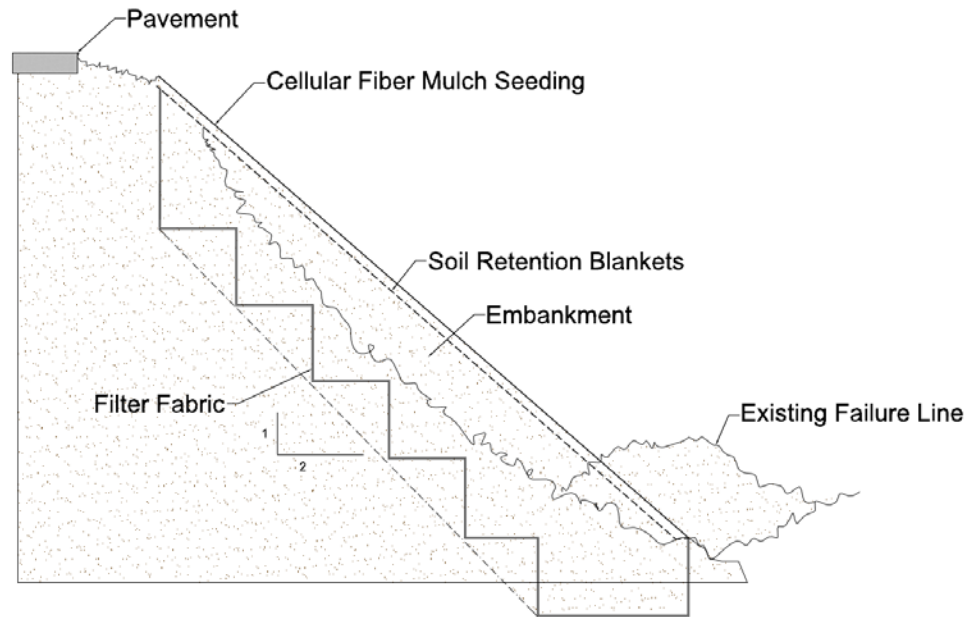 Pavement
Cellular Fiber Mulch Seeding
Soil Retention Blankets
Embankment
Filter Fabric
Existing Failure Line
1
2